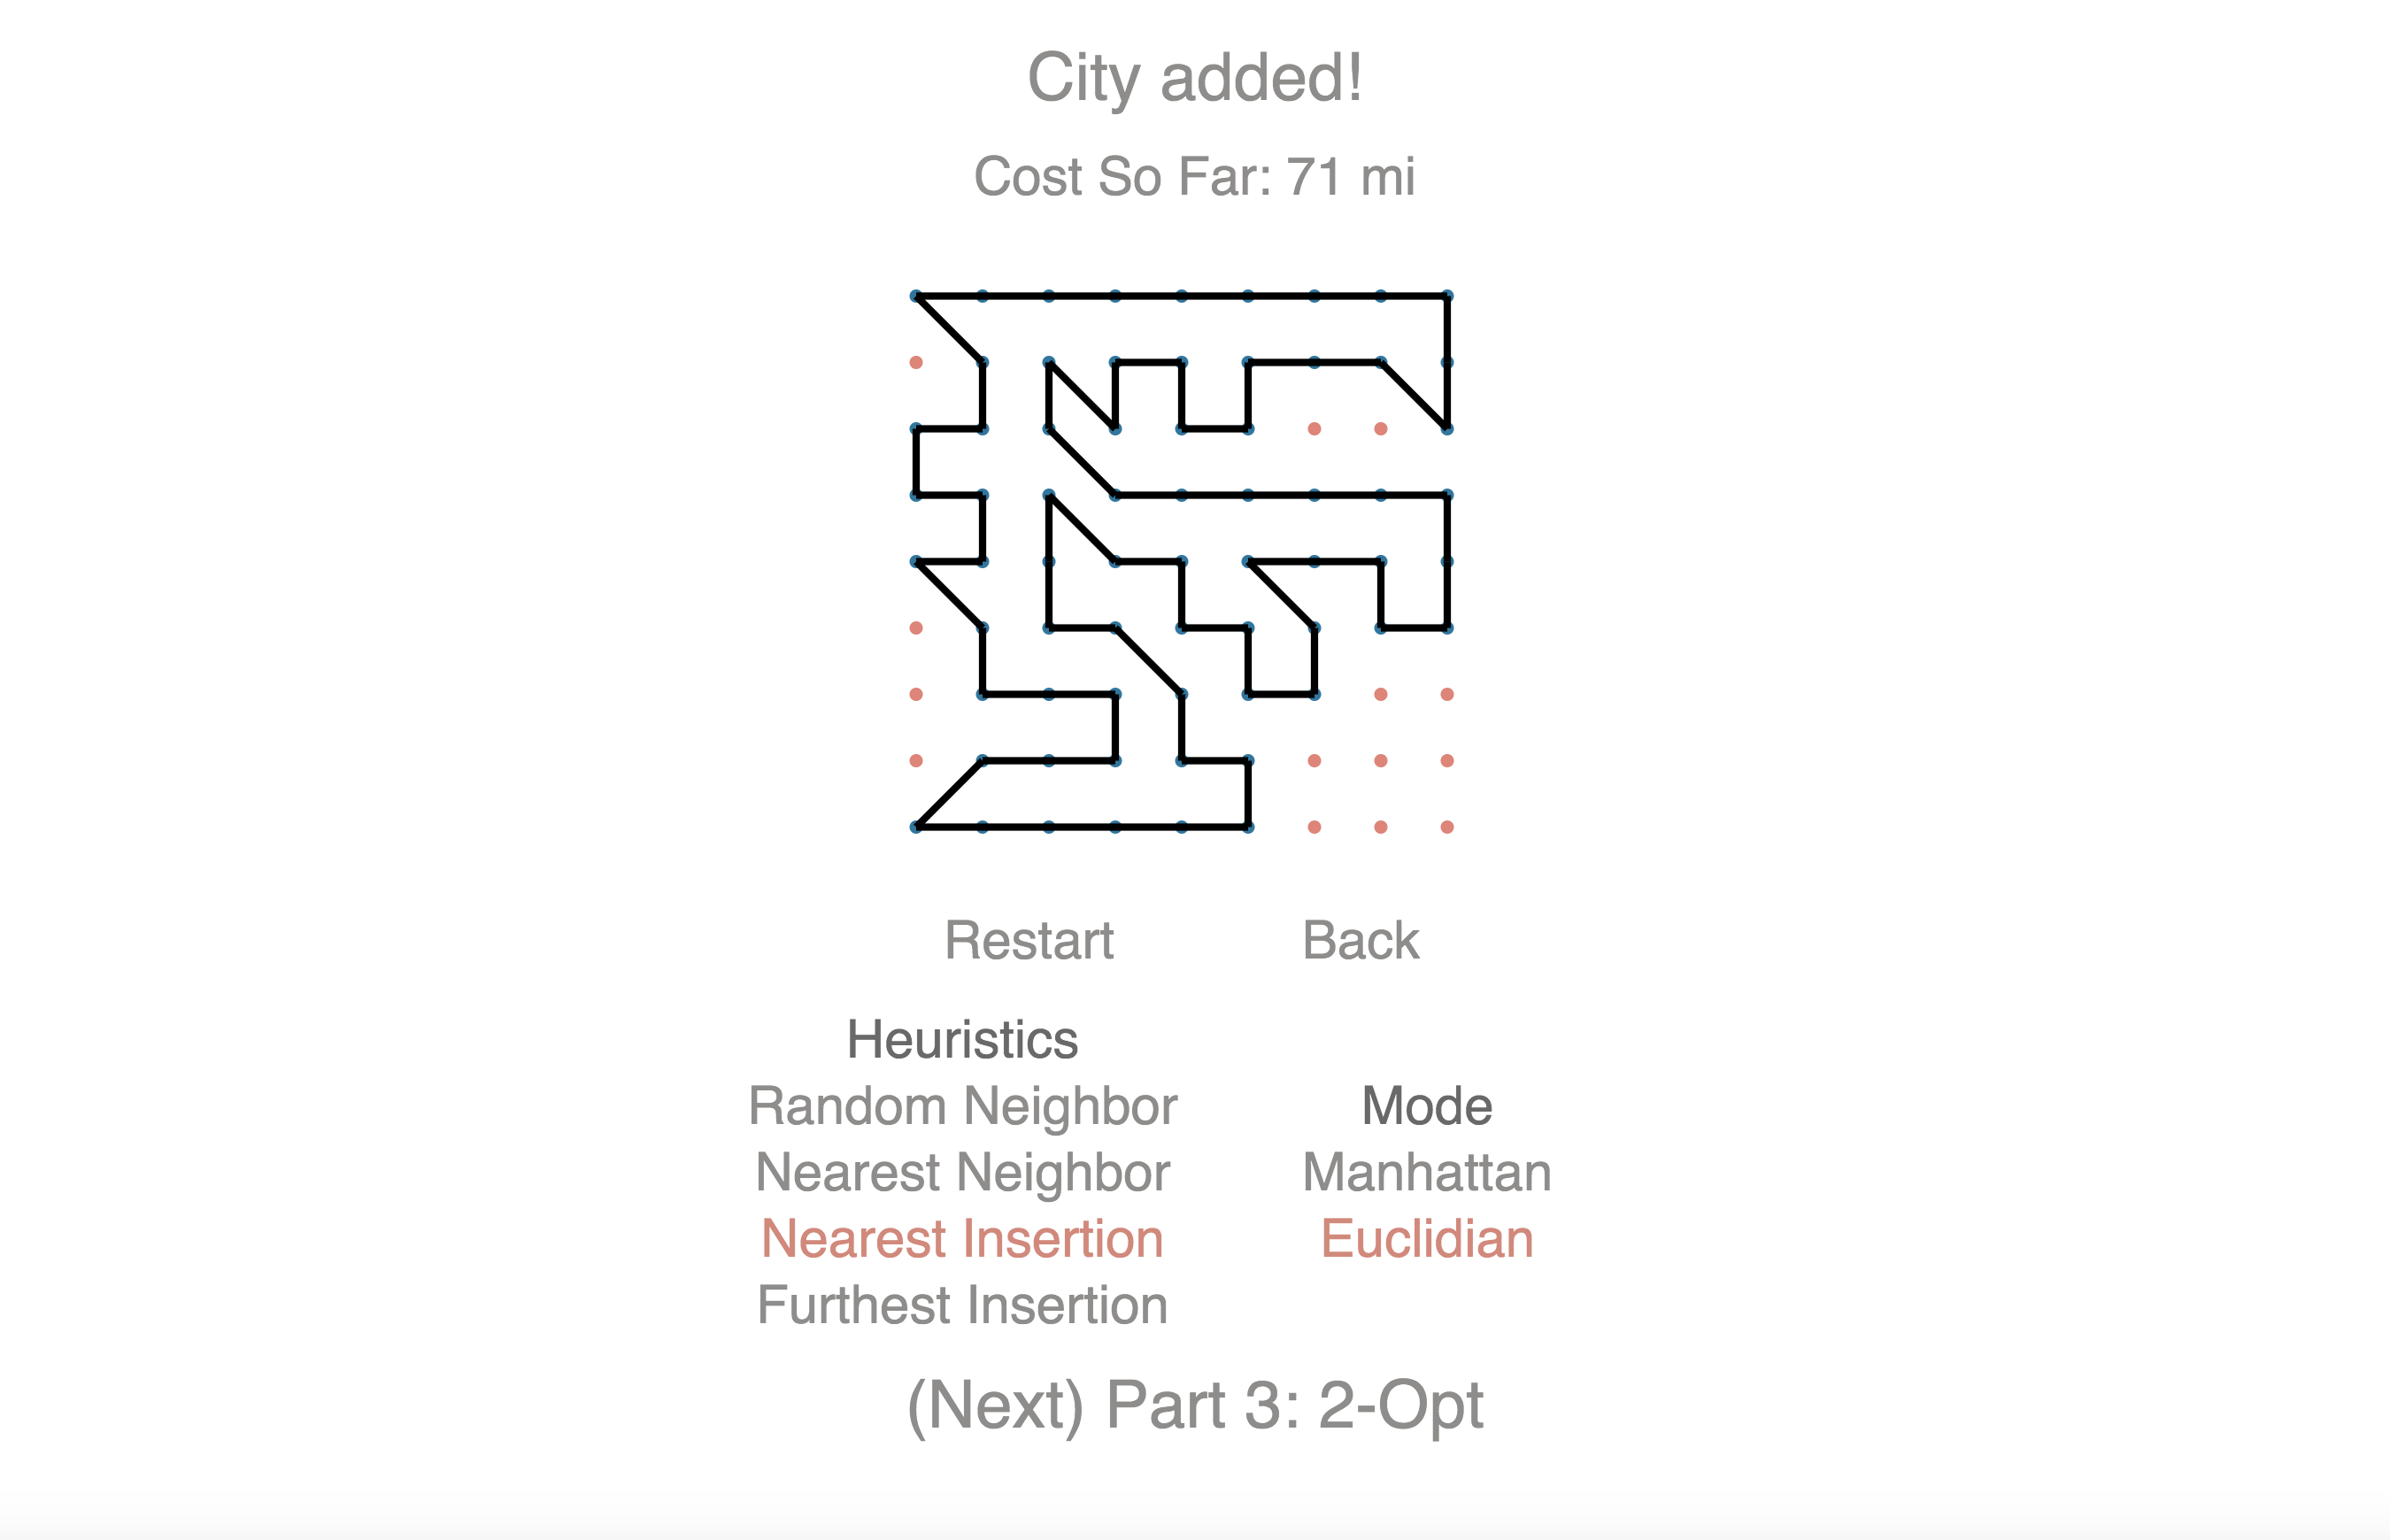 City added!
Cost So Far: 71 mi
Restart Back
Heuristics
Random Neighbor Mode
Nearest Neighbor Manhattan
Nearest Insertion Euclidian
Furthest Insertion
(Next) Part 3: 2-Opt